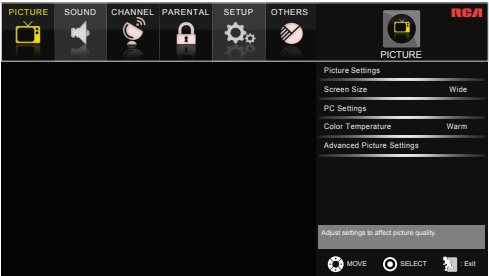 PICTURE SOUND CHANNEL PARENTAL SETUP OTHERS
RCA
PICTURE
Picture Settings
Screen Size Wide
PC Settings
Color Temperature Warm
Advanced Picture Settings
Adjust settings to affect picture quality.
MOVE SELECT : Exit